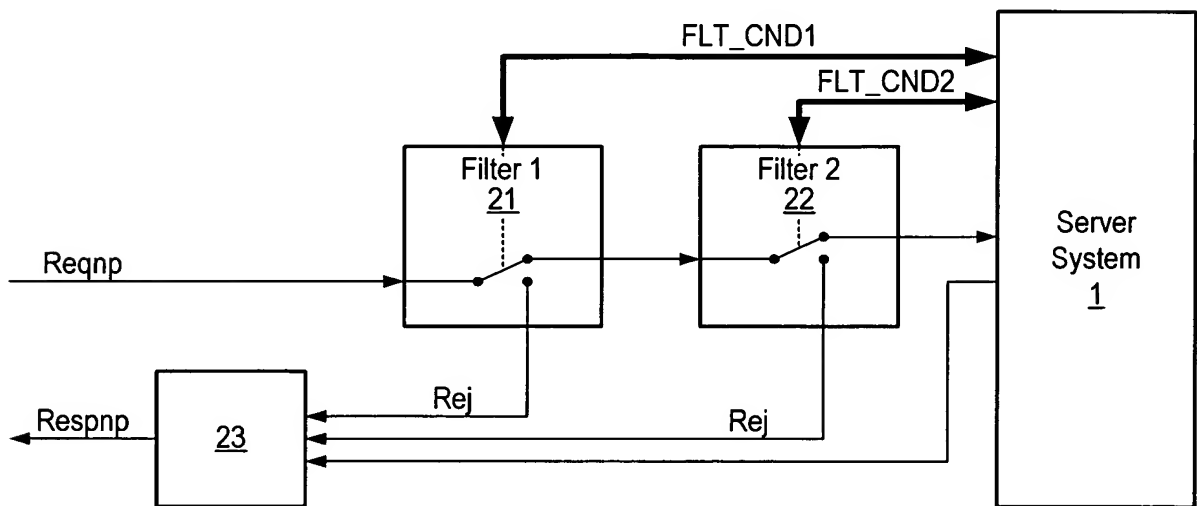 FLT_CND1
FLT_CND2
Filter 1
21
Filter 2
22
Server
System
1
Reqnp
Rej
Rej
Respnp
23